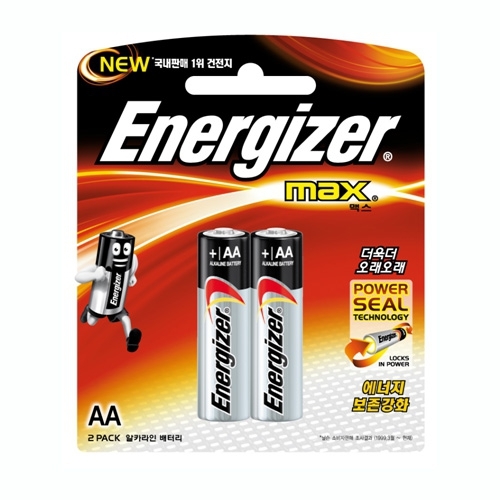 NEW 국내판매 1위 건전지
Energizer®
max®
맥스
Energizer
+|AA
ALKALINE BATTERY
Energizer
+|AA
ALKALINE BATTERY
Energizer
더욱더
오래오래
POWER
SEAL
TECHNOLOGY
LOCKS
IN POWER
에너지
보존강화
AA
2 PACK 알카라인 배터리